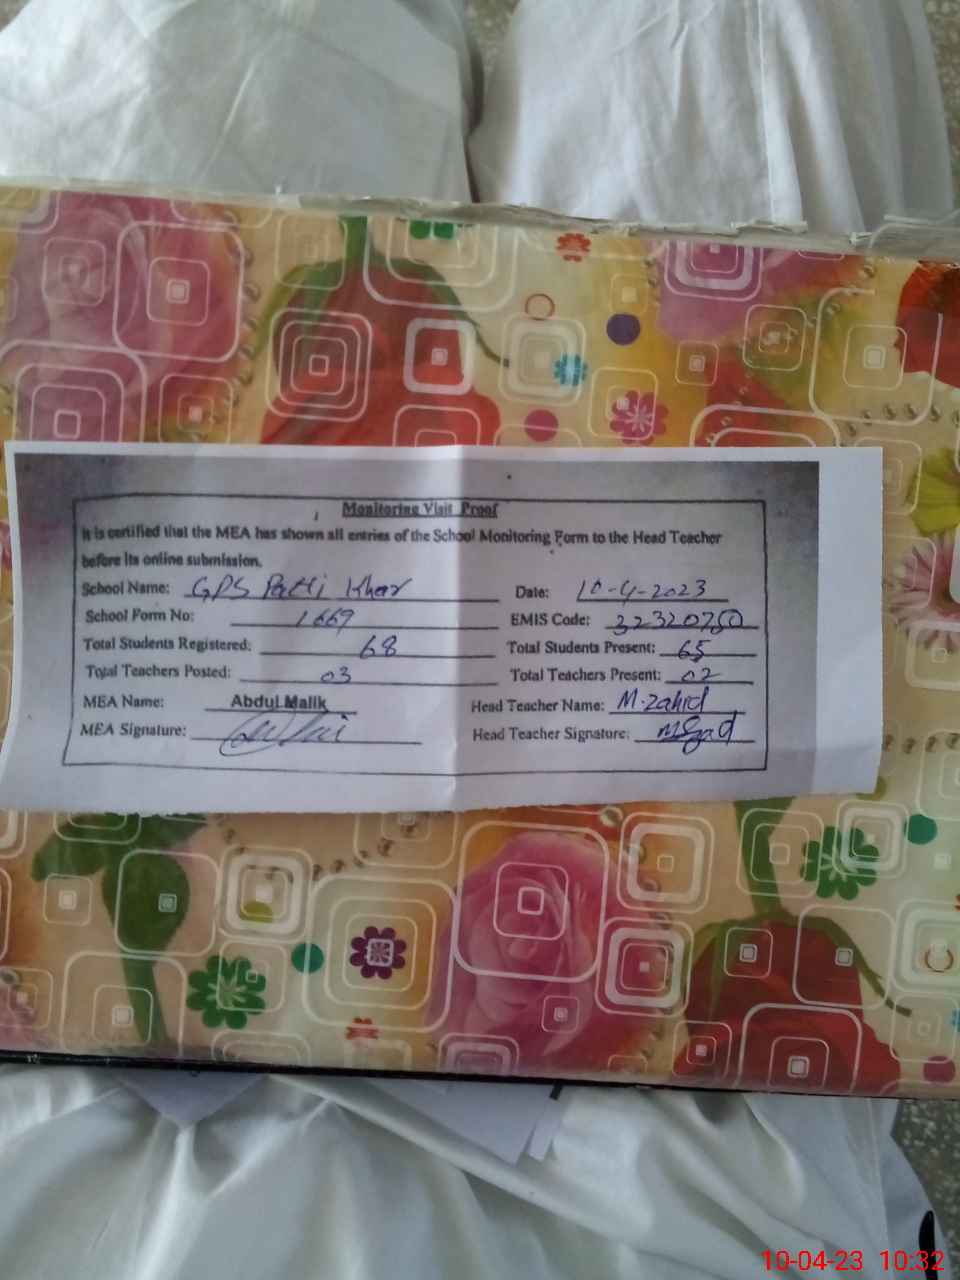 Monitoring Visit Proof
It is certified that the MEA has shown all entries of the School Monitoring Form to the Head Teacher
before its online submission.
School Name: GPS Patti Khar Date: 10-4-2023
School Form No: 1669 EMIS Code: 32320750
Total Students Registered: 68 Total Students Present: 65
Total Teachers Posted: 03 Total Teachers Present: 02
MEA Name: Abdul Malik Head Teacher Name: M.Zahid
MEA Signature: Head Teacher Signature:
10-04-23 10:32